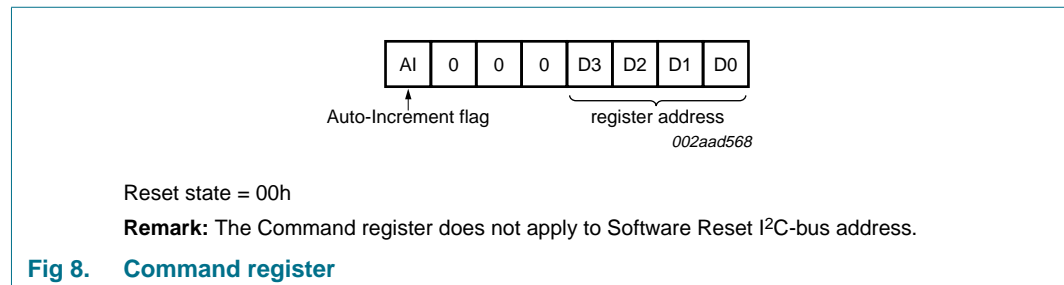 AI 0 0 0 D3 D2 D1 D0
Auto-Increment flag register address
002aad568
Reset state = 00h
Remark: The Command register does not apply to Software Reset I²C-bus address.
Fig 8. Command register